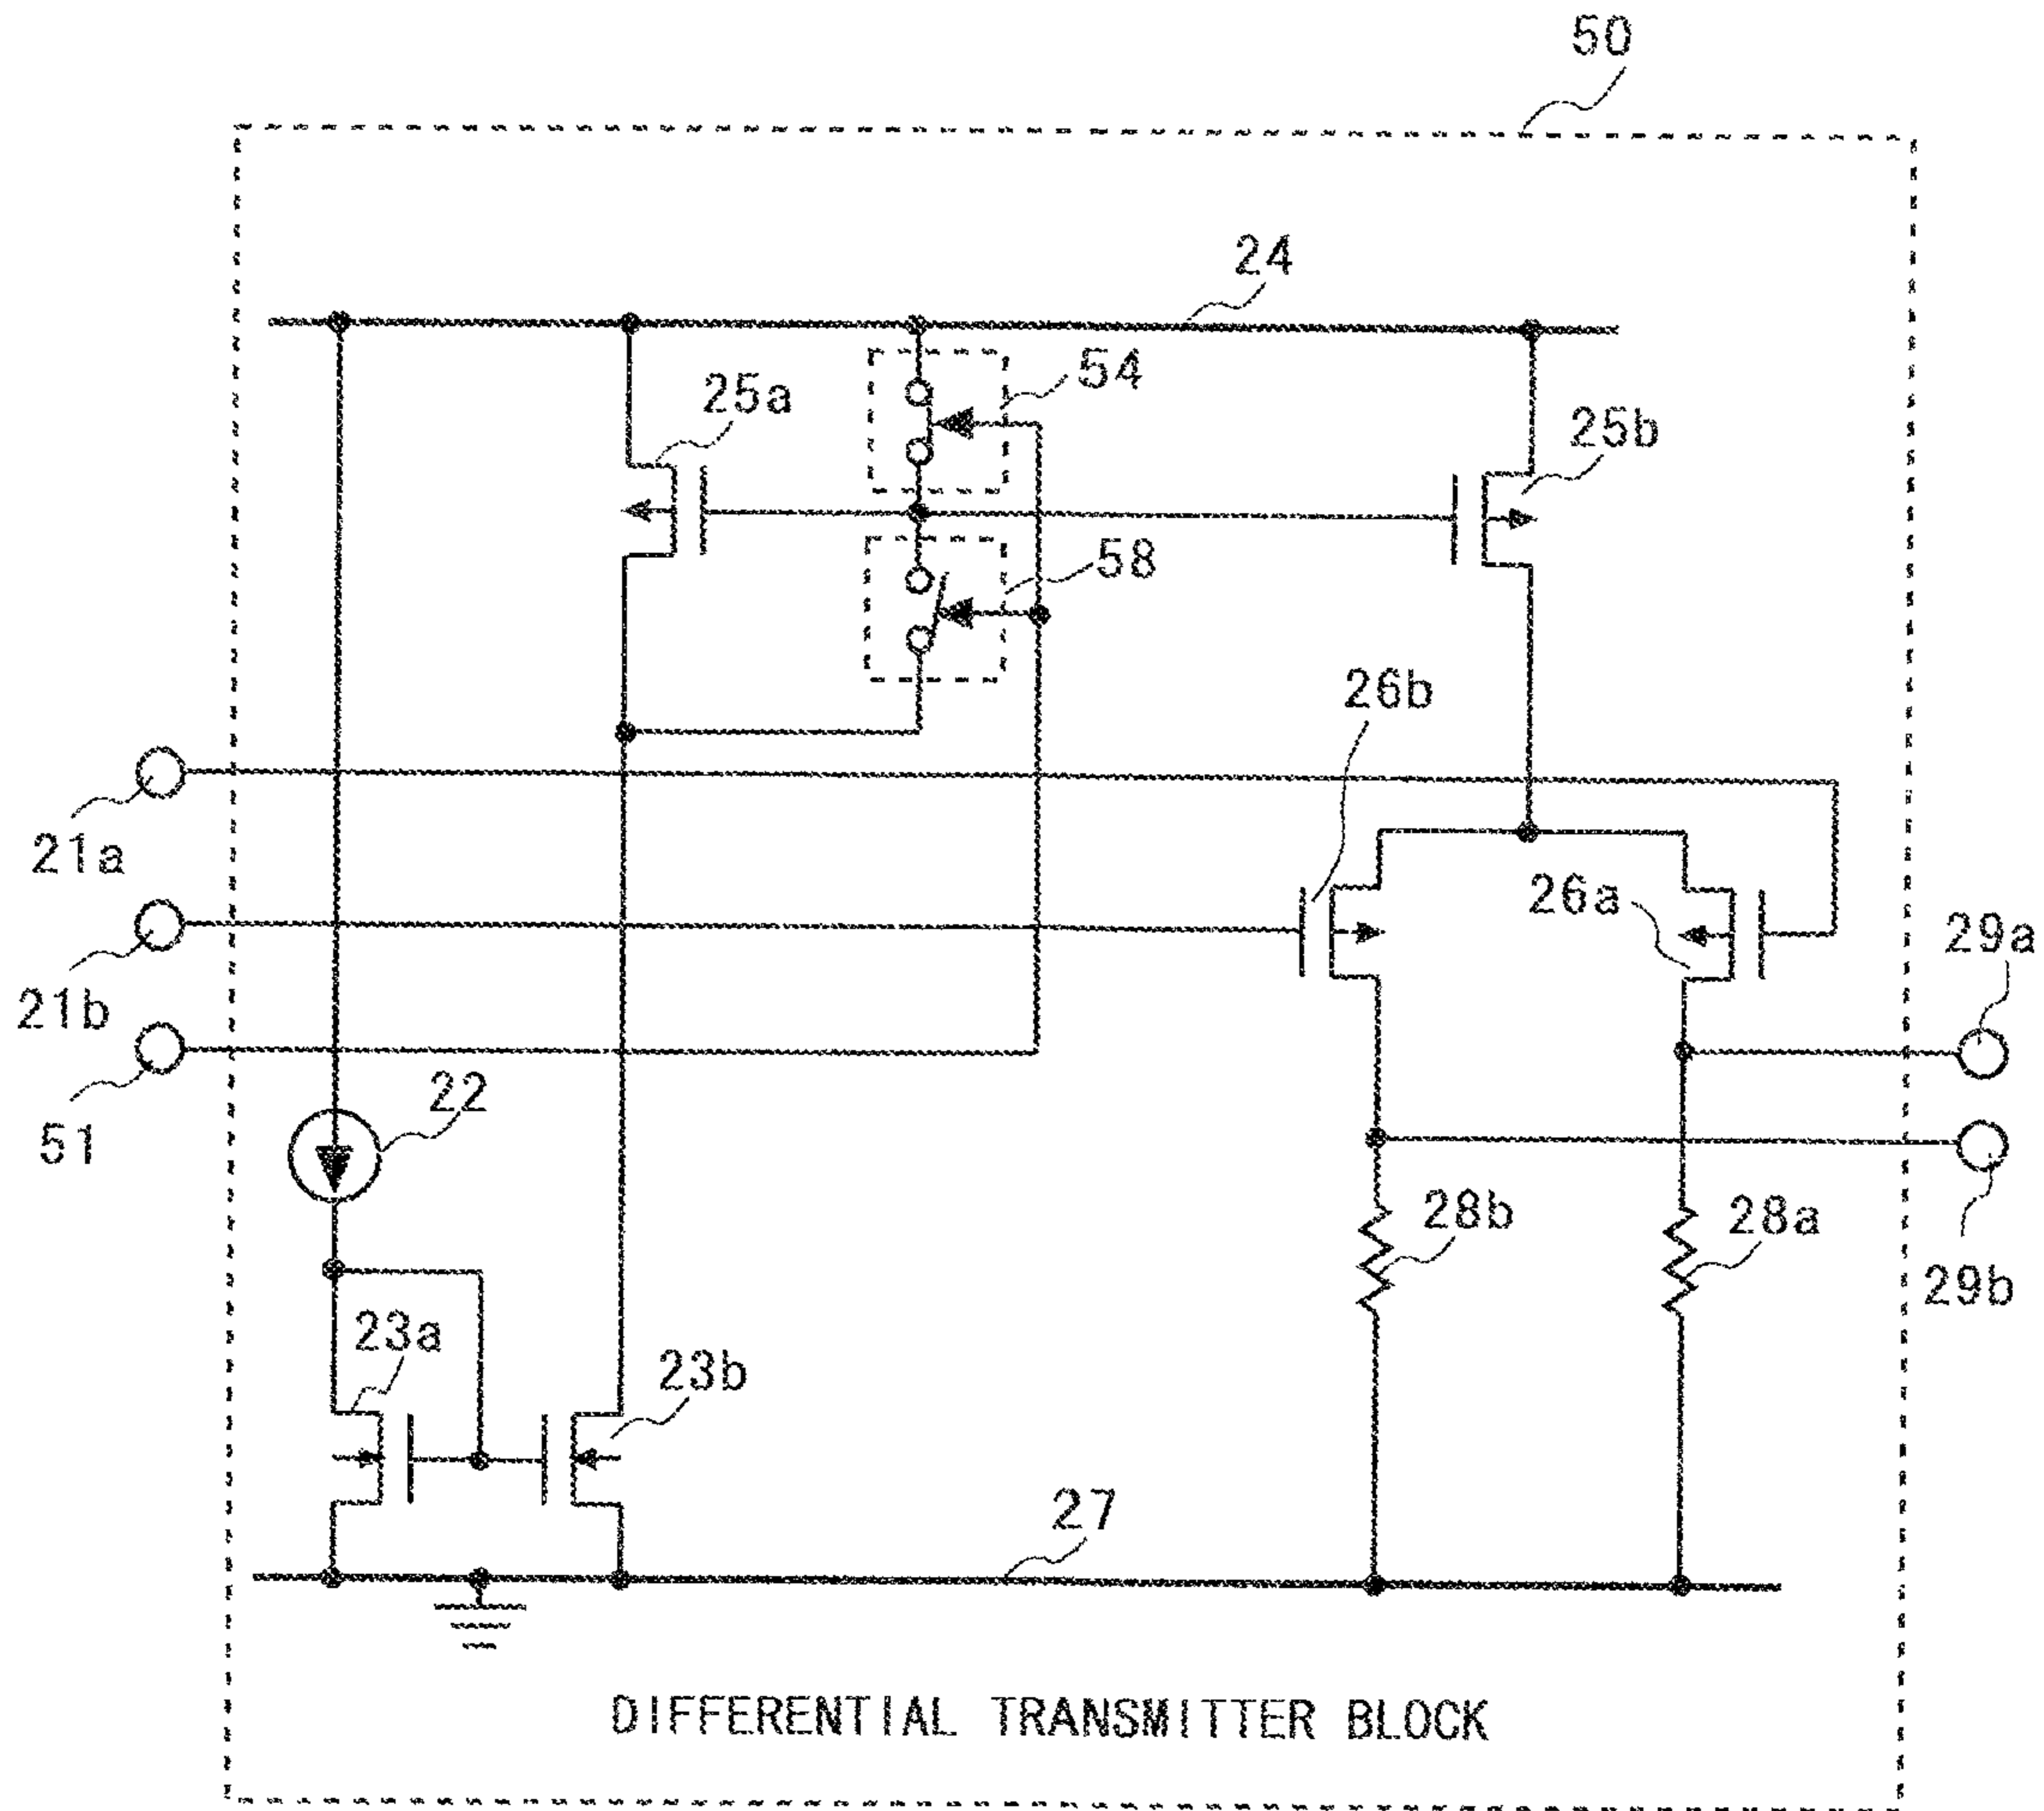 50
24
54
25a
25b
58
26b
21a
26a
29a
21b
22
51
28b
28a
29b
23a
23b
27
DIFFERENTIAL TRANSMITTER BLOCK